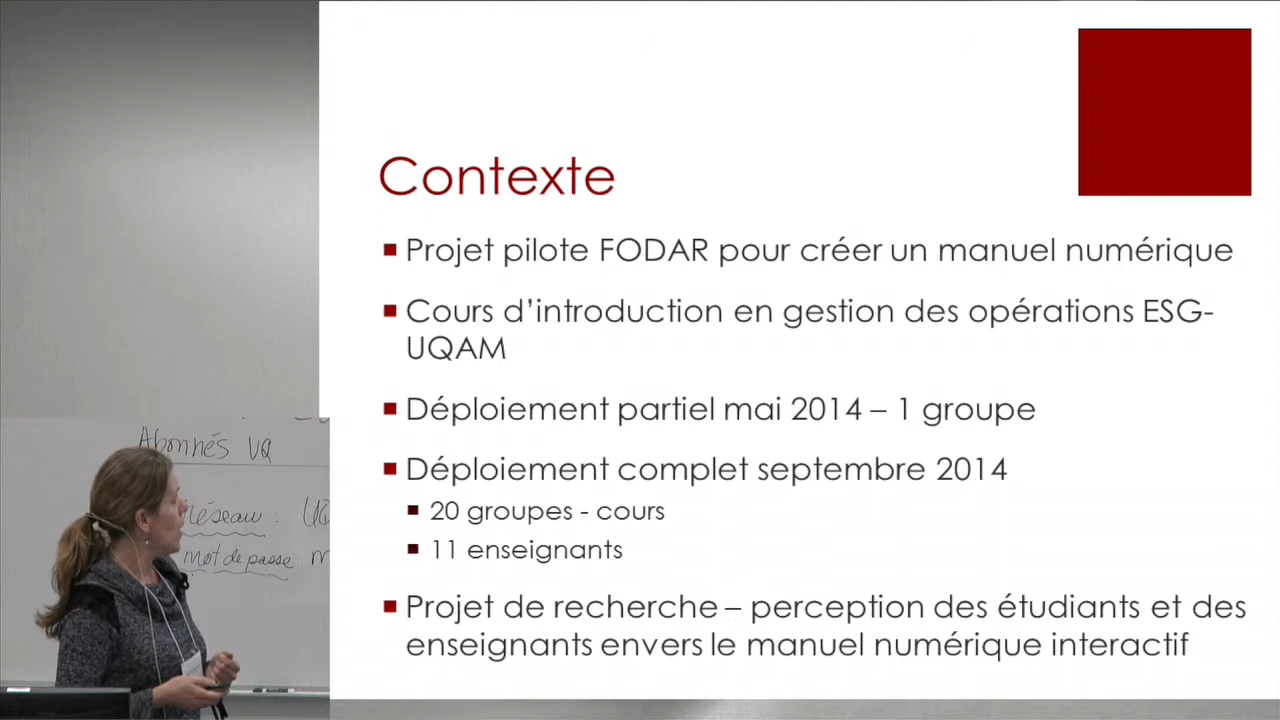 Contexte
Projet pilote FODAR pour créer un manuel numérique
Cours d’introduction en gestion des opérations ESG-
UQAM
Déploiement partiel mai 2014 – 1 groupe
Déploiement complet septembre 2014
20 groupes - cours
11 enseignants
Projet de recherche – perception des étudiants et des
enseignants envers le manuel numérique interactif
Abonnés UQ
réseau : UQ
mot de passe m